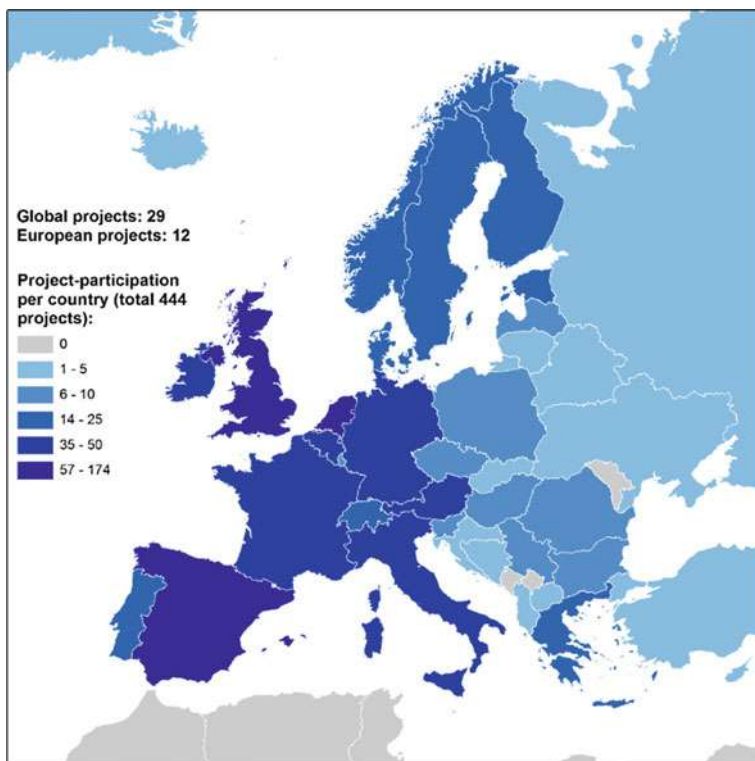 Global projects: 29
European projects: 12
Project-participation
per country (total 444
projects):
0
1 - 5
6 - 10
14 - 25
35 - 50
57 - 174